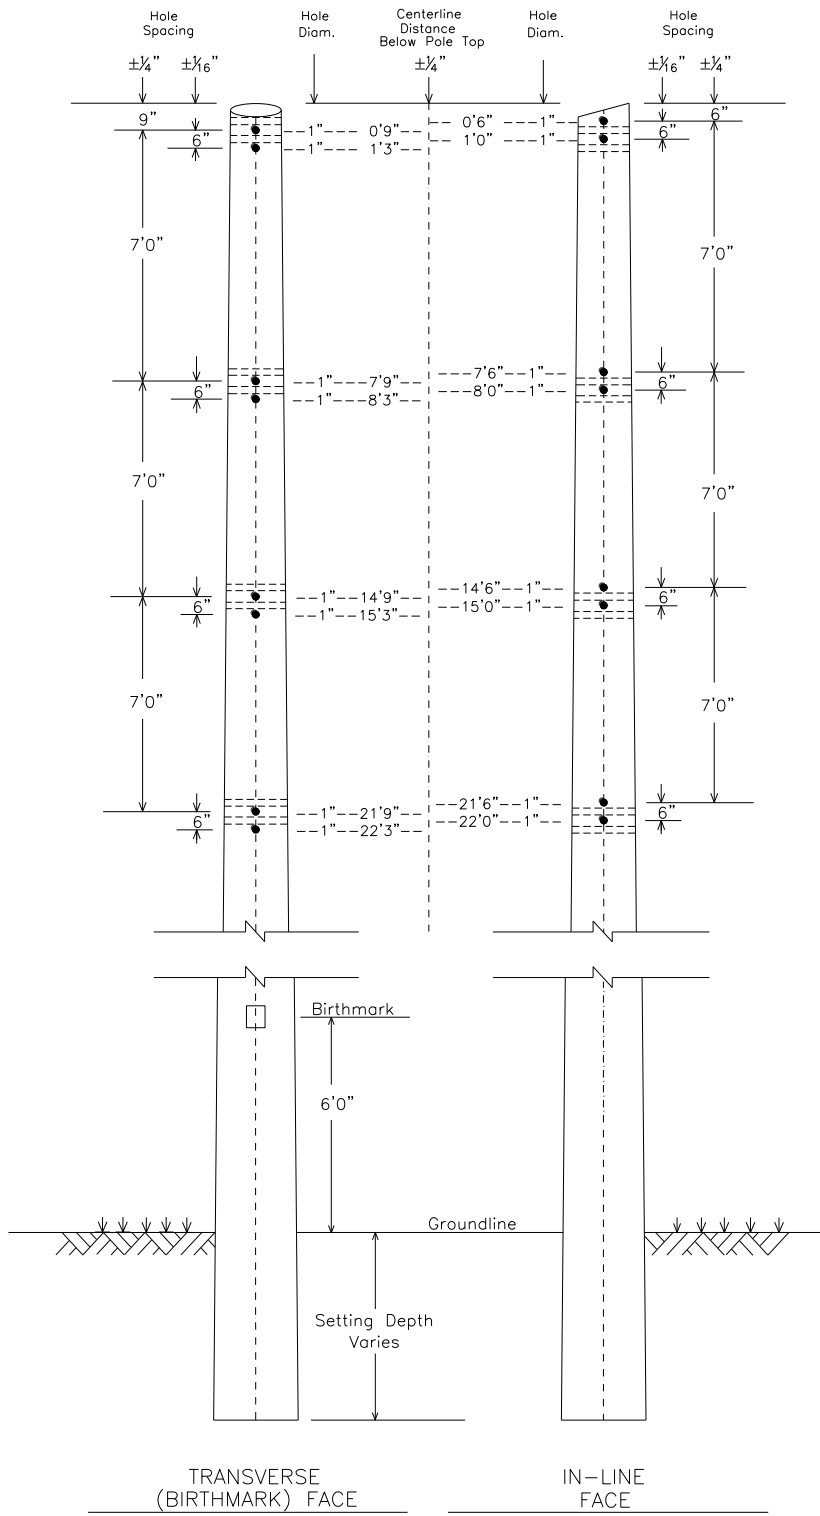 Hole
Spacing
Hole
Diam.
Centerline
Distance
Below Pole Top
Hole
Diam.
Hole
Spacing
±1/4" ±1/16" ±1/4" ±1/16" ±1/4"
9" 6" 1" 0'9" 0'6" 1" 6" 6"
1" 1'3" 1'0" 1"
7'0" 7'0"
6" 1" 7'9" 7'6" 1" 6"
1" 8'3" 8'0" 1"
7'0" 7'0"
6" 1" 14'9" 14'6" 1" 6"
1" 15'3" 15'0" 1"
7'0" 7'0"
6" 1" 21'9" 21'6" 1" 6"
1" 22'3" 22'0" 1"
Birthmark
6'0"
Groundline
Setting Depth
Varies
TRANSVERSE
(BIRTHMARK) FACE
IN-LINE
FACE